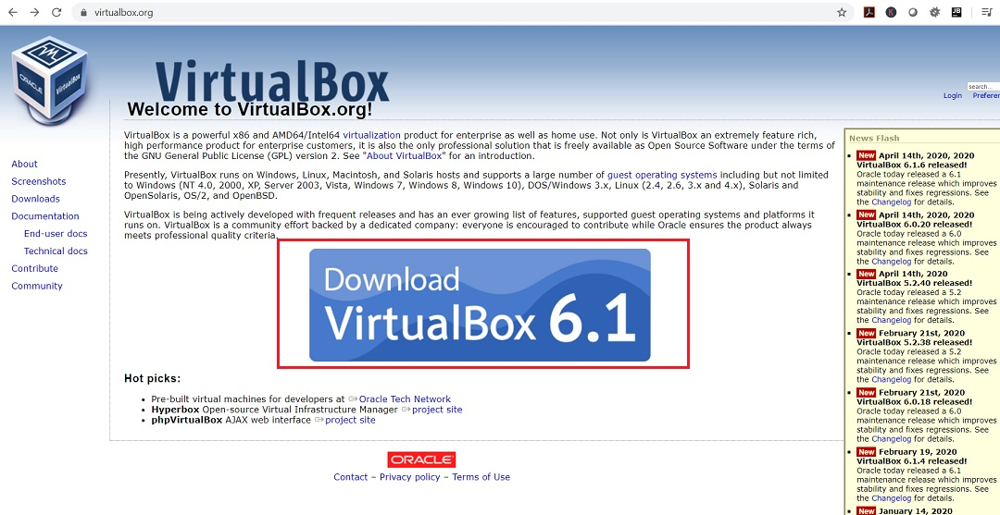 virtualbox.org
ORACLE
VirtualBox
VirtualBox
search...
Login Preferen
Welcome to VirtualBox.org!
VirtualBox is a powerful x86 and AMD64/Intel64 virtualization product for enterprise as well as home use. Not only is VirtualBox an extremely feature rich,
high performance product for enterprise customers, it is also the only professional solution that is freely available as Open Source Software under the terms
of the GNU General Public License (GPL) version 2. See "About VirtualBox" for an introduction.
Presently, VirtualBox runs on Windows, Linux, Macintosh, and Solaris hosts and supports a large number of guest operating systems including but not limited
to Windows (NT 4.0, 2000, XP, Server 2003, Vista, Windows 7, Windows 8, Windows 10), DOS/Windows 3.x, Linux (2.4, 2.6, 3.x and 4.x), Solaris and
OpenSolaris, OS/2, and OpenBSD.
VirtualBox is being actively developed with frequent releases and has an ever growing list of features, supported guest operating systems and platforms it
runs on. VirtualBox is a community effort backed by a dedicated company: everyone is encouraged to contribute while Oracle ensures the product always
meets professional quality criteria.
About
Screenshots
Downloads
Documentation
End-user docs
Technical docs
Contribute
Community
Download
VirtualBox 6.1
Hot picks:
Pre-built virtual machines for developers at Oracle Tech Network
Hyperbox Open-source Virtual Infrastructure Manager project site
phpVirtualBox AJAX web interface project site
ORACLE
Contact – Privacy policy – Terms of Use
News Flash
New April 14th, 2020, 2020
VirtualBox 6.1.6 released!
Oracle today released a 6.1
maintenance release which improves
stability and fixes regressions. See
the Changelog for details.
New April 14th, 2020
VirtualBox 6.0.20 released!
Oracle today released a 6.0
maintenance release which improves
stability and fixes regressions. See
the Changelog for details.
New April 14th, 2020
VirtualBox 5.2.40 released!
Oracle today released a 5.2
maintenance release which improves
stability and fixes regressions. See
the Changelog for details.
New February 21st, 2020
VirtualBox 5.2.38 released!
Oracle today released a 5.2
maintenance release which improves
stability and fixes regressions. See
the Changelog for details.
New February 21st, 2020
VirtualBox 6.0.18 released!
Oracle today released a 6.0
maintenance release which improves
stability and fixes regressions. See
the Changelog for details.
New February 19, 2020
VirtualBox 6.1.4 released!
Oracle today released a 6.1
maintenance release which improves
stability and fixes regressions. See
the Changelog for details.
New January 14, 2020